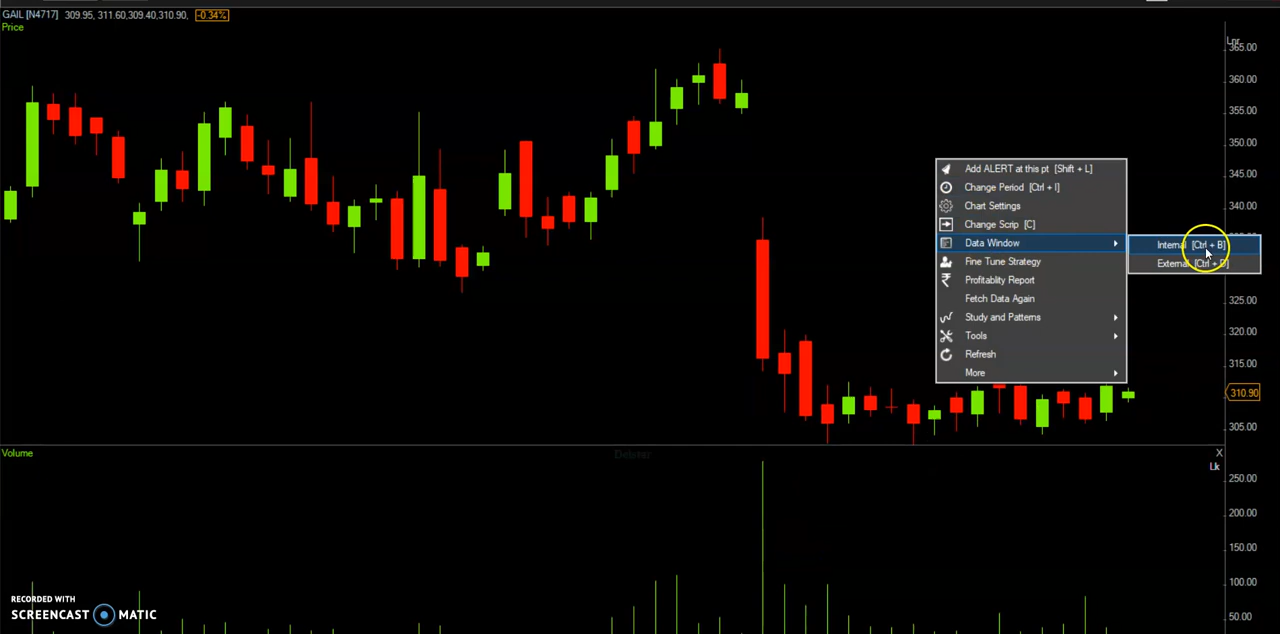 GAIL [N4717] 309.95, 311.60,309.40,310.90, -0.34%
Price
Lnr
365.00
360.00
355.00
350.00
345.00
340.00
325.00
320.00
315.00
310.90
305.00
Add ALERT at this pt [Shift + L]
Change Period [Ctrl + I]
Chart Settings
Change Scrip [C]
Data Window
Internal [Ctrl + B]
External [Ctrl + D]
Fine Tune Strategy
Profitablity Report
Fetch Data Again
Study and Patterns
Tools
Refresh
More
Volume
X
Lk
250.00
200.00
150.00
100.00
50.00
RECORDED WITH
SCREENCAST MATIC